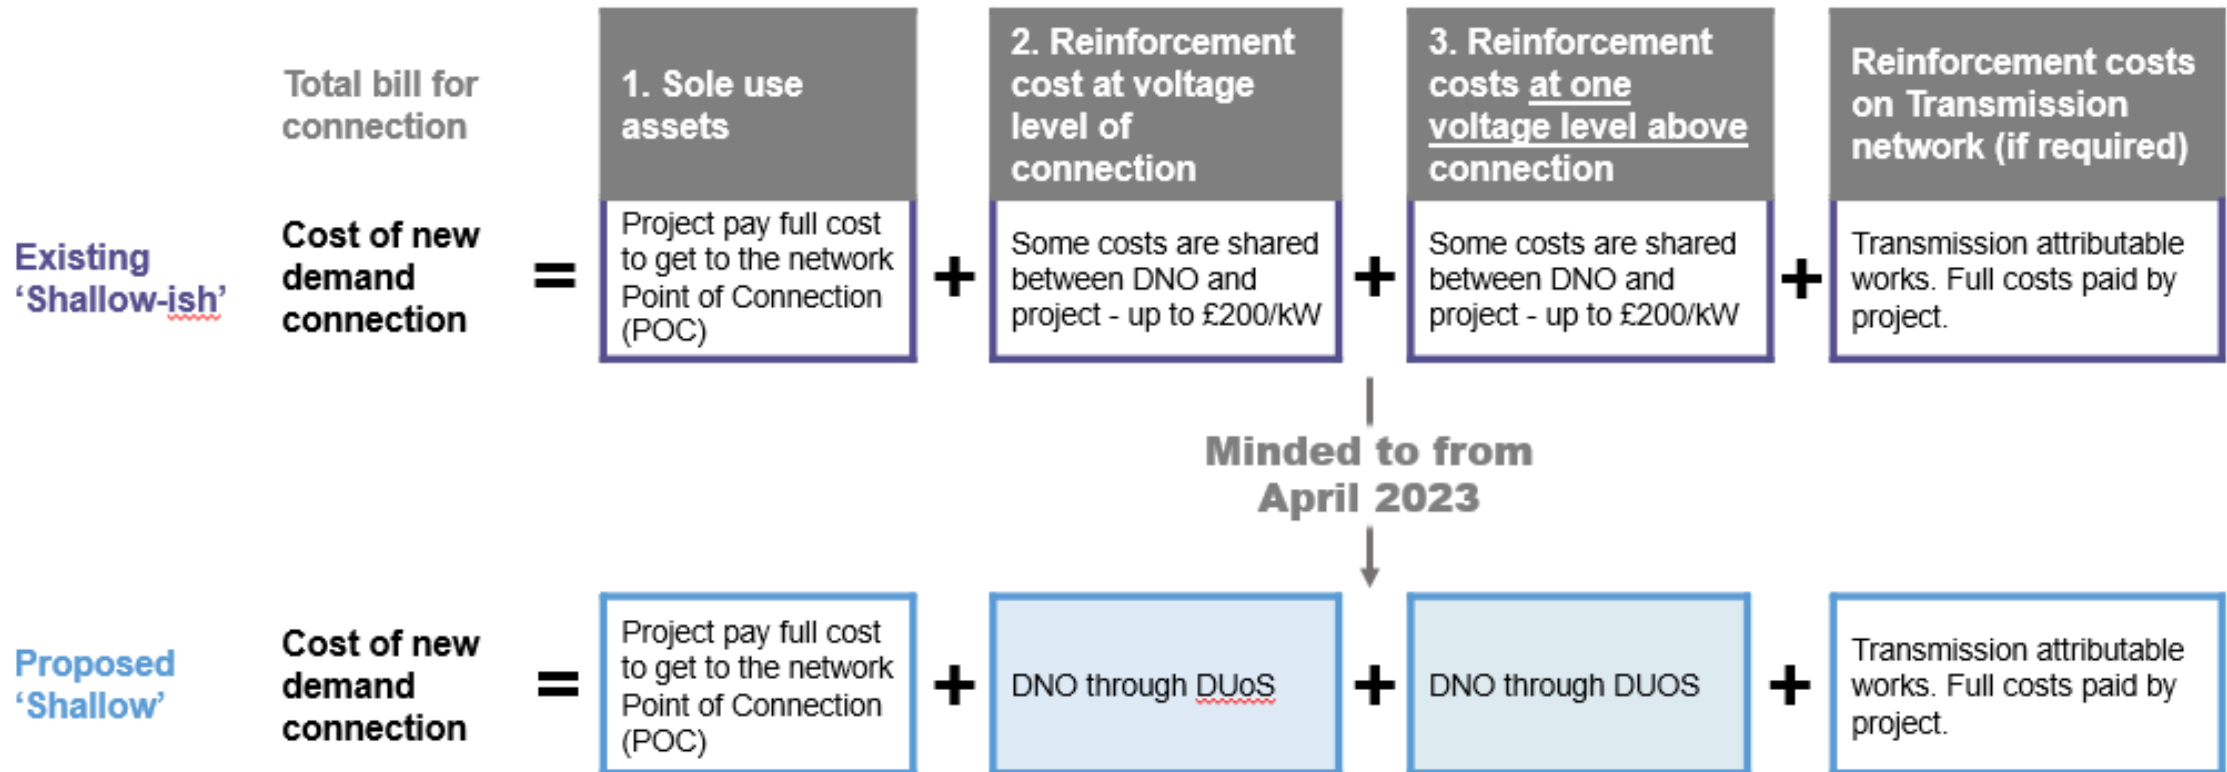 Total bill for
connection
1. Sole use
assets
2. Reinforcement
cost at voltage
level of
connection
3. Reinforcement
costs at one
voltage level above
connection
Reinforcement costs
on Transmission
network (if required)
Existing
‘Shallow-ish’
Cost of new
demand
connection
=
Project pay full cost
to get to the network
Point of Connection
(POC)
+
Some costs are shared
between DNO and
project - up to £200/kW
+
Some costs are shared
between DNO and
project - up to £200/kW
+
Transmission attributable
works. Full costs paid by
project.
Minded to from
April 2023
Proposed
‘Shallow’
Cost of new
demand
connection
=
Project pay full cost
to get to the network
Point of Connection
(POC)
+
DNO through DUoS
+
DNO through DUOS
+
Transmission attributable
works. Full costs paid by
project.